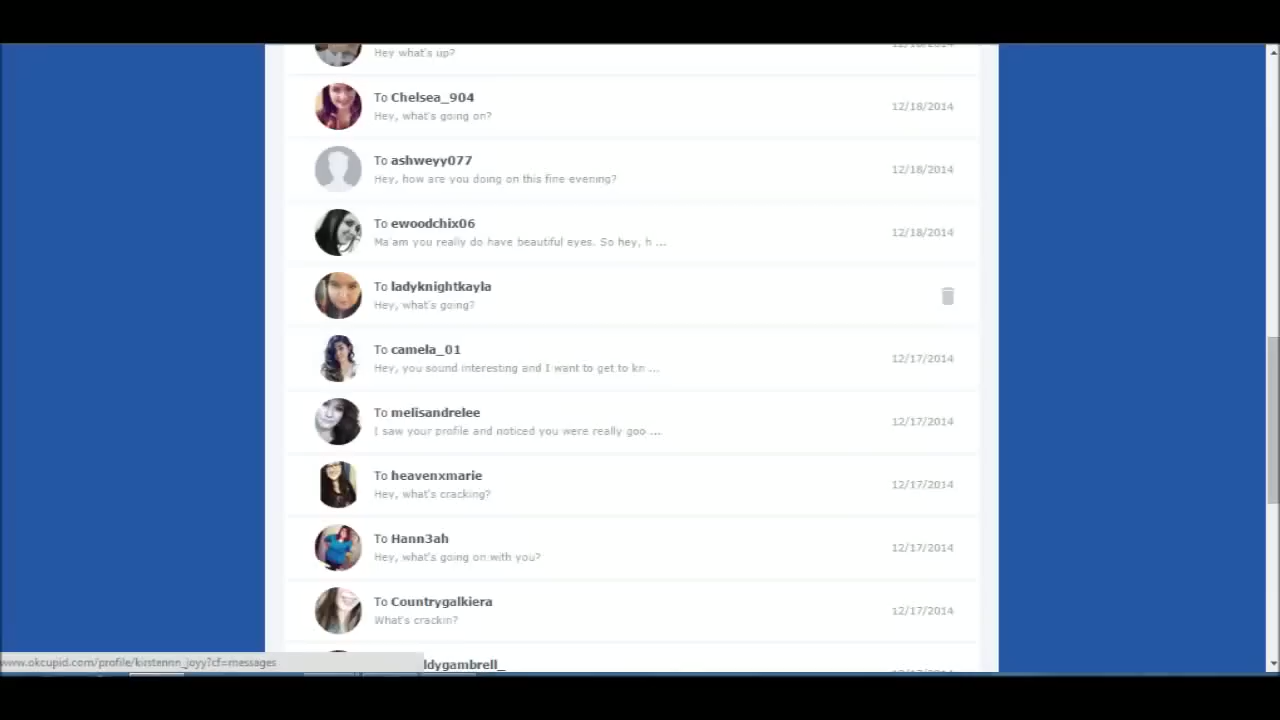 Hey what's up?
To Chelsea_904
Hey, what's going on?
12/18/2014
To ashweyy077
Hey, how are you doing on this fine evening?
12/18/2014
To ewoodchix06
Ma am you really do have beautiful eyes. So hey, h ...
12/18/2014
To ladyknightkayla
Hey, what's going?
To camela_01
Hey, you sound interesting and I want to get to kn ...
12/17/2014
To melisandrelee
I saw your profile and noticed you were really goo ...
12/17/2014
To heavenxmarie
Hey, what's cracking?
12/17/2014
To Hann3ah
Hey, what's going on with you?
12/17/2014
To Countrygalkiera
What's crackin?
12/17/2014
ldygambrell_
www.okcupid.com/profile/kirstennn_joyy?cf=messages